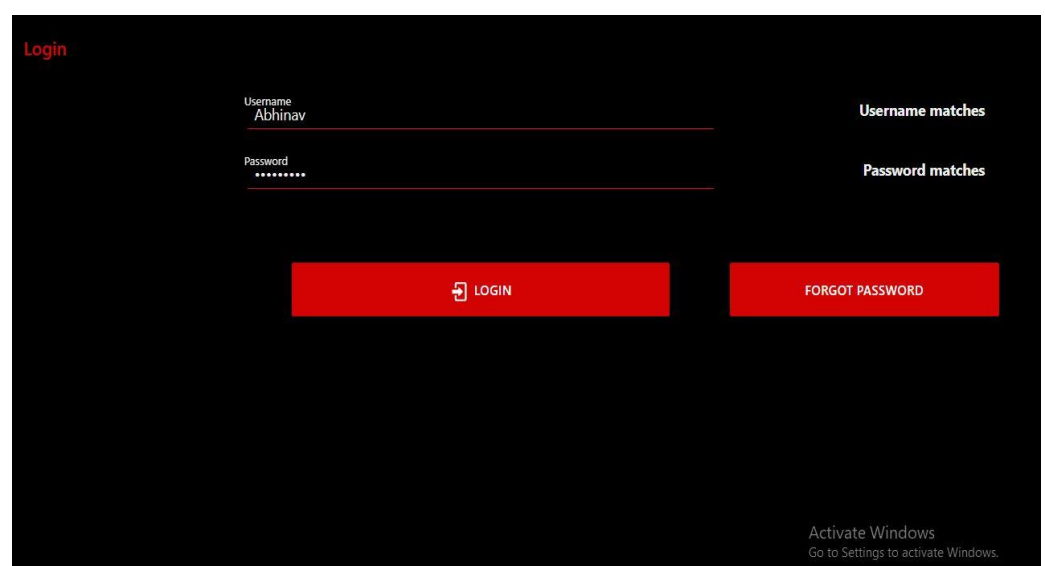 Login
Username
Abhinav
Username matches
Password
•••••••••
Password matches
LOGIN
FORGOT PASSWORD
Activate Windows
Go to Settings to activate Windows.